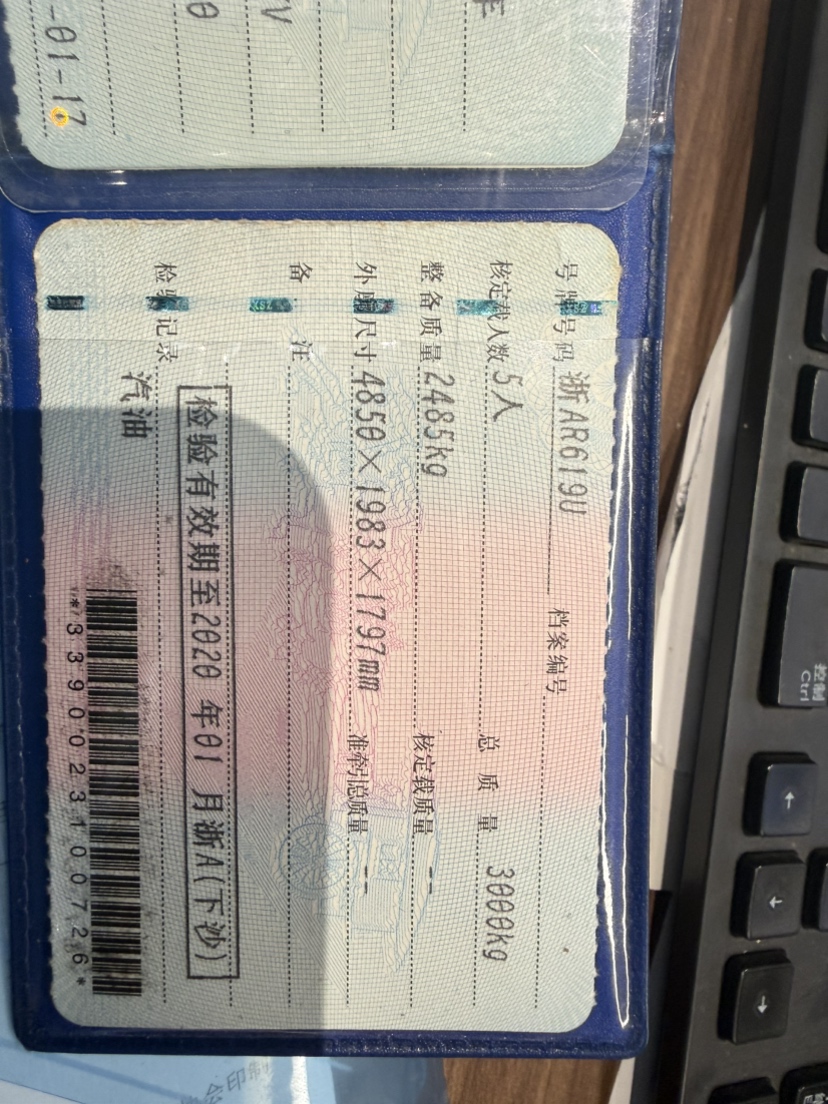 号牌号码 浙AR619U 档案编号
核定载人数 5人 总质量 3000kg
整备质量 2485kg 核定载质量 --
外廓尺寸 4850×1983×1797mm 准牵引总质量 --
备注
检验有效期至2020 年01 月浙A(下沙)
检验记录
汽油
*3390023100726*
-01-17
控制
Ctrl
←
↑
↓